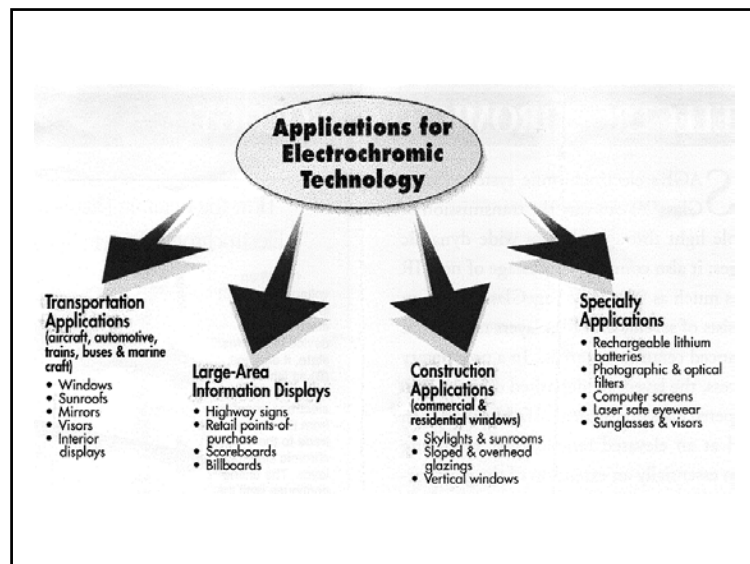 Applications for
Electrochromic
Technology
Transportation
Applications
(aircraft, automotive,
trains, buses & marine
craft)
• Windows
• Sunroofs
• Mirrors
• Visors
• Interior
displays
Large-Area
Information Displays
• Highway signs
• Retail points-of-
purchase
• Scoreboards
• Billboards
Construction
Applications
(commercial &
residential windows)
• Skylights & sunrooms
• Sloped & overhead
glazings
• Vertical windows
Specialty
Applications
• Rechargeable lithium
batteries
• Photographic & optical
filters
• Computer screens
• Laser safe eyewear
• Sunglasses & visors